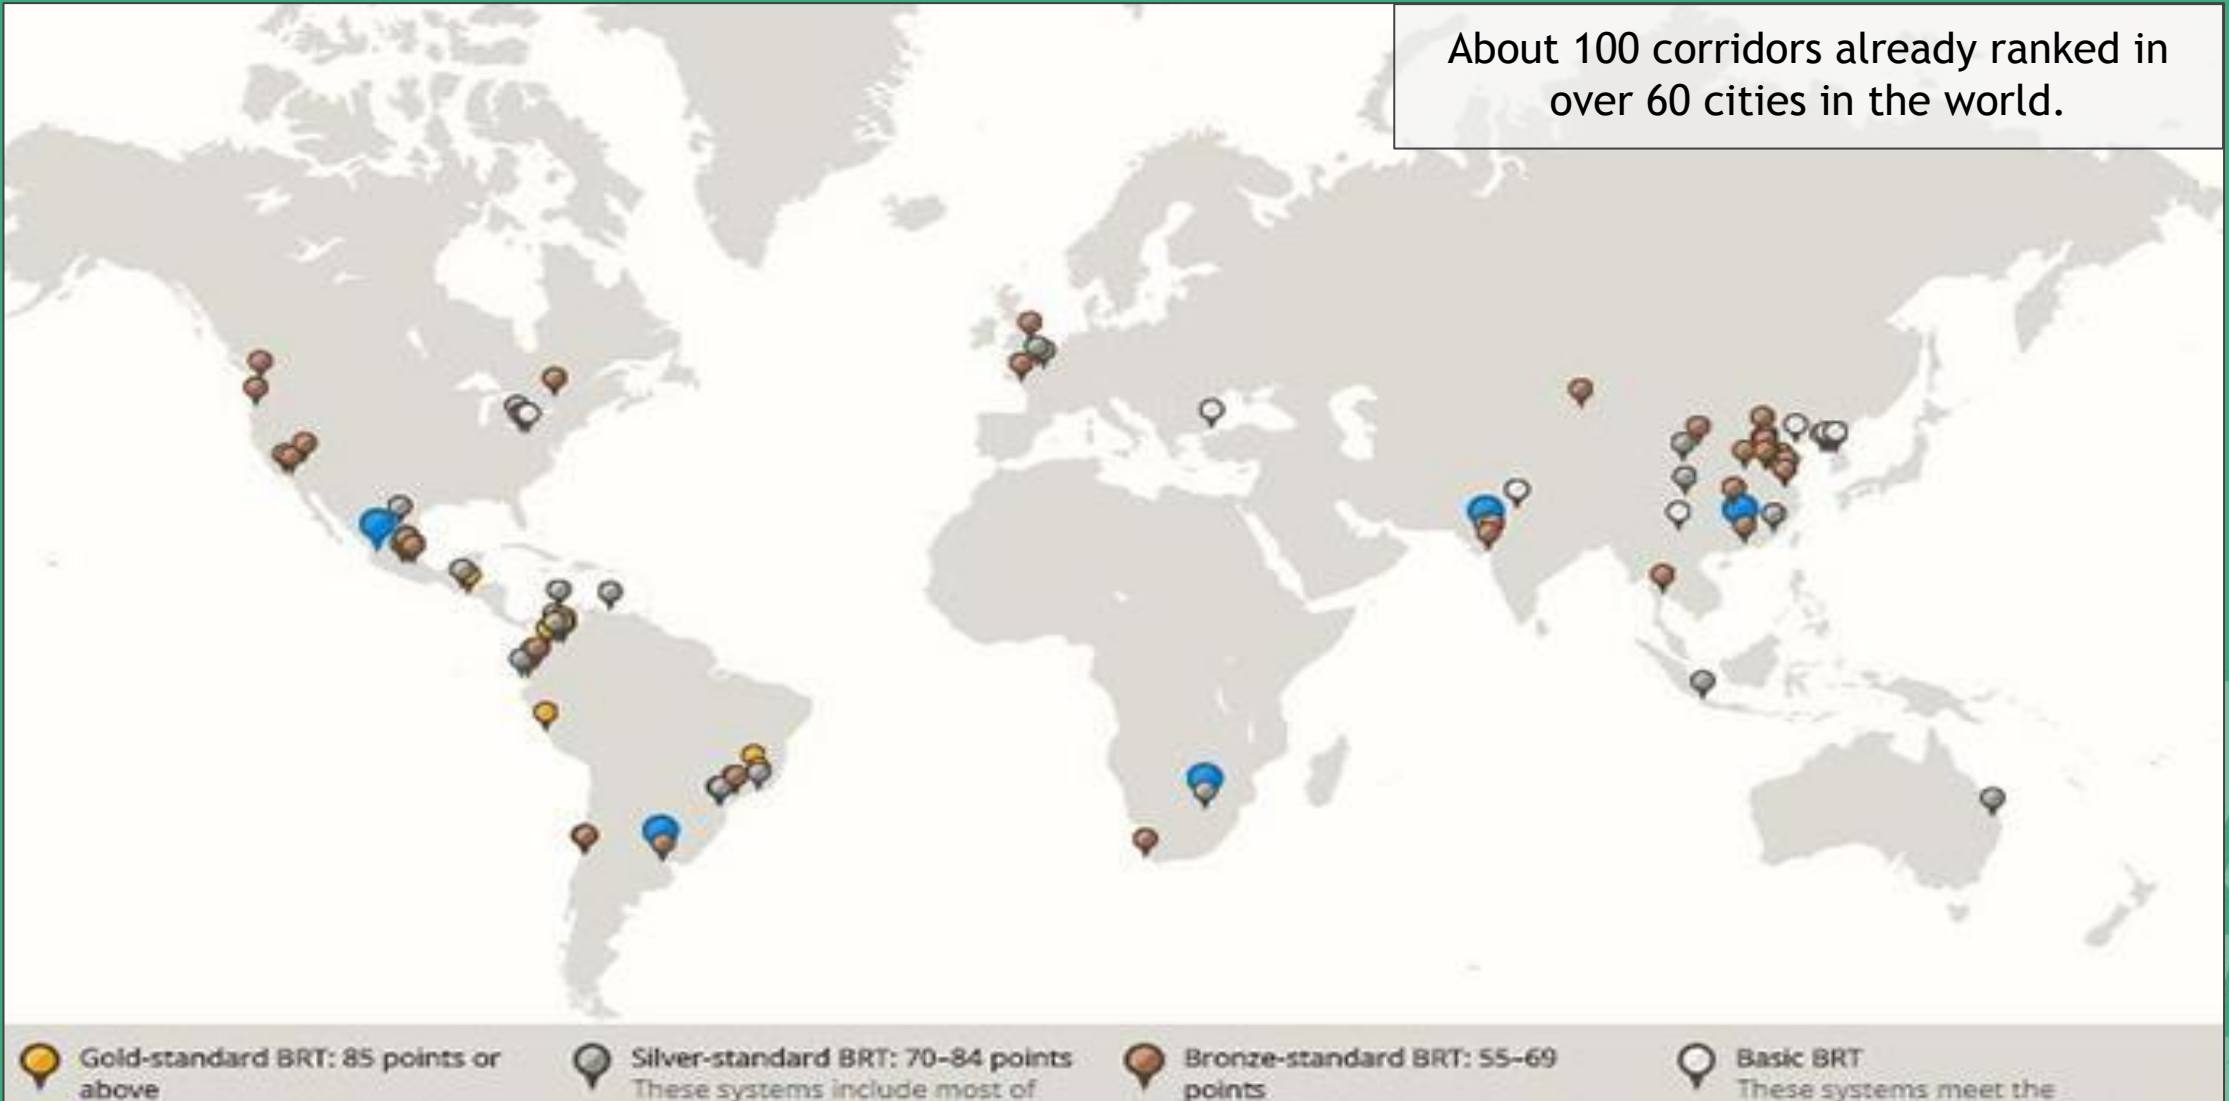 About 100 corridors already ranked in
over 60 cities in the world.
Gold-standard BRT: 85 points or
above
Silver-standard BRT: 70–84 points
These systems include most of
Bronze-standard BRT: 55–69
points
Basic BRT
These systems meet the